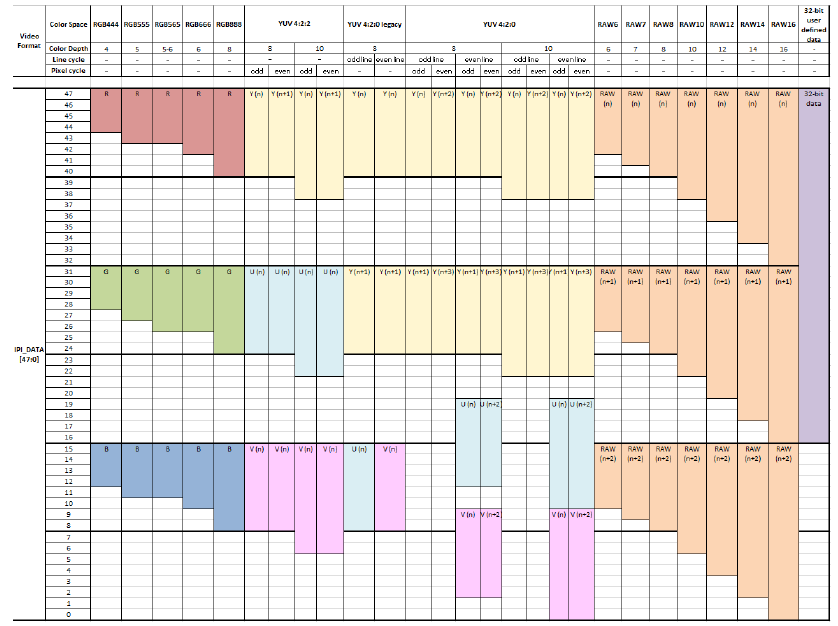 Video Format
Color Space RGB444 RGB555 RGB565 RGB666 RGB888 YUV 4:2:2 YUV 4:2:0 legacy YUV 4:2:0 RAW6 RAW7 RAW8 RAW10 RAW12 RAW14 RAW16 32-bit user defined data
Color Depth 4 5 5-6 6 8 8 10 8 8 10 6 7 8 10 12 14 16 -
Line cycle - - - - - - - odd line even line odd line even line odd line even line - - - - - - - -
Pixel cycle - - - - - odd even odd even - - odd even odd even odd even odd even - - - - - - - -
47 R R R R R Y (n) Y (n+1) Y (n) Y (n+1) Y (n) Y (n) Y (n) Y (n+2) Y (n) Y (n+2) Y (n) Y (n+2) Y (n) Y (n+2) RAW RAW RAW RAW RAW RAW RAW 32-bit
46 (n) (n) (n) (n) (n) (n) (n) data
45
44
43
42
41
40
39
38
37
36
35
34
33
32
31 G G G G G U (n) U (n) U (n) U (n) Y (n+1) Y (n+1) Y (n+1) Y (n+3) Y (n+1) Y (n+3) Y (n+1) Y (n+3) Y (n+1) Y (n+3) RAW RAW RAW RAW RAW RAW RAW
30 (n+1) (n+1) (n+1) (n+1) (n+1) (n+1) (n+1)
29
28
27
26
25
IPI_DATA [47:0]
24
23
22
21
20
19 U (n) U (n+2) U (n) U (n+2)
18
17
16
15 B B B B B V (n) V (n) V (n) V (n) U (n) V (n) RAW RAW RAW RAW RAW RAW RAW
14 (n+2) (n+2) (n+2) (n+2) (n+2) (n+2) (n+2)
13
12
11
10
9 V (n) V (n+2) V (n) V (n+2)
8
7
6
5
4
3
2
1
0